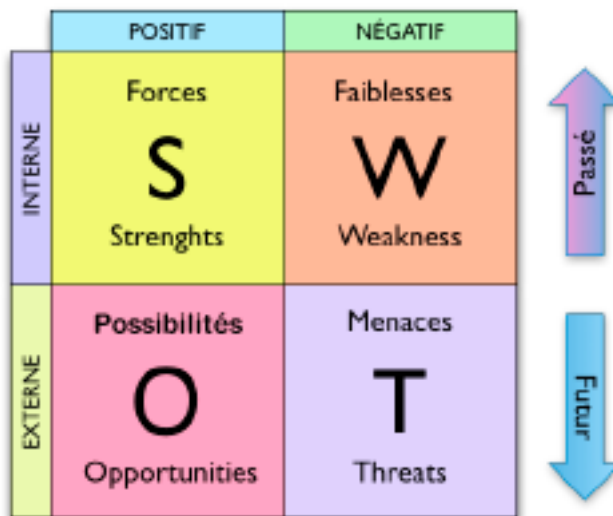 POSITIF
NÉGATIF
INTERNE
Forces
S
Strenghts
Faiblesses
W
Weakness
Passé
EXTERNE
Possibilités
O
Opportunities
Menaces
T
Threats
Futur